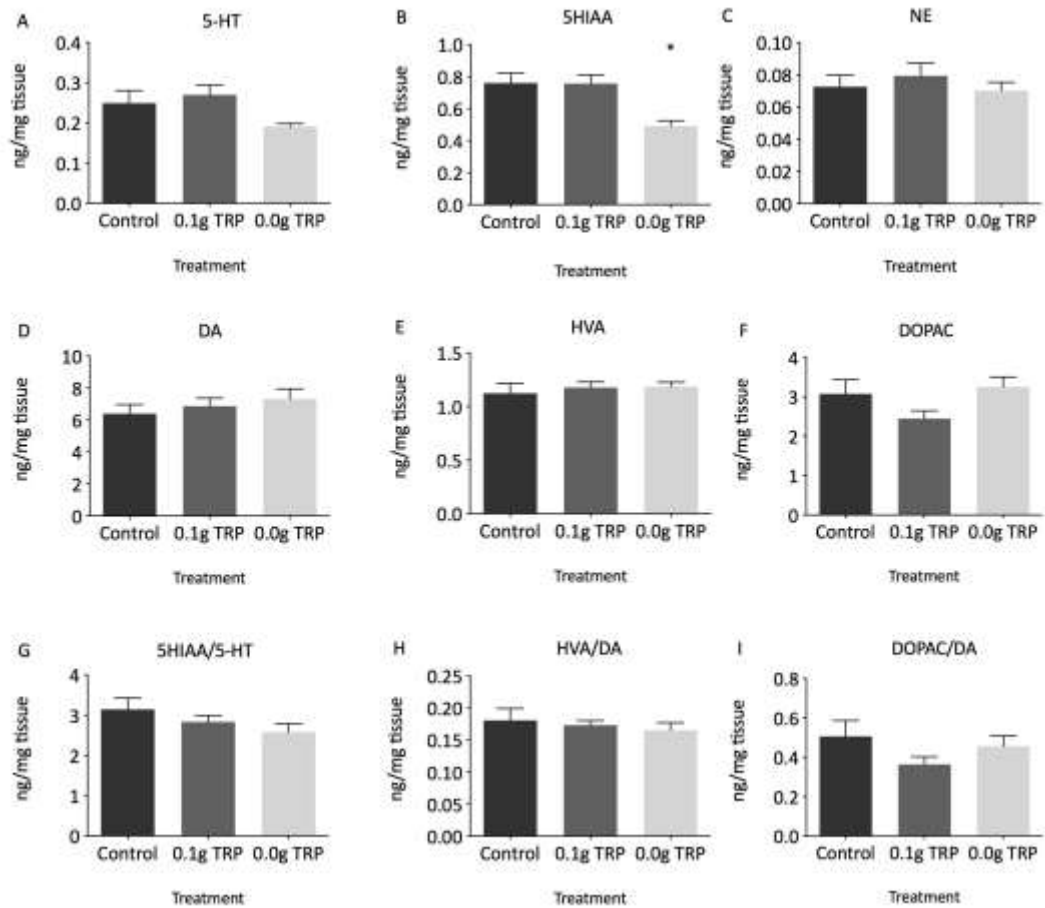 A
5-HT
ng/mg tissue
0.4
0.3
0.2
0.1
0.0
Control 0.1g TRP 0.0g TRP
Treatment
B
5HIAA
ng/mg tissue
1.0
0.8
0.6
0.4
0.2
0.0
*
Control 0.1g TRP 0.0g TRP
Treatment
C
NE
ng/mg tissue
0.10
0.08
0.06
0.04
0.02
0.00
Control 0.1g TRP 0.0g TRP
Treatment
D
DA
ng/mg tissue
10
8
6
4
2
0
Control 0.1g TRP 0.0g TRP
Treatment
E
HVA
ng/mg tissue
1.5
1.0
0.5
0.0
Control 0.1g TRP 0.0g TRP
Treatment
F
DOPAC
ng/mg tissue
4
3
2
1
0
Control 0.1g TRP 0.0g TRP
Treatment
G
5HIAA/5-HT
ng/mg tissue
4
3
2
1
0
Control 0.1g TRP 0.0g TRP
Treatment
H
HVA/DA
ng/mg tissue
0.25
0.20
0.15
0.10
0.05
0.00
Control 0.1g TRP 0.0g TRP
Treatment
I
DOPAC/DA
ng/mg tissue
0.8
0.6
0.4
0.2
0.0
Control 0.1g TRP 0.0g TRP
Treatment